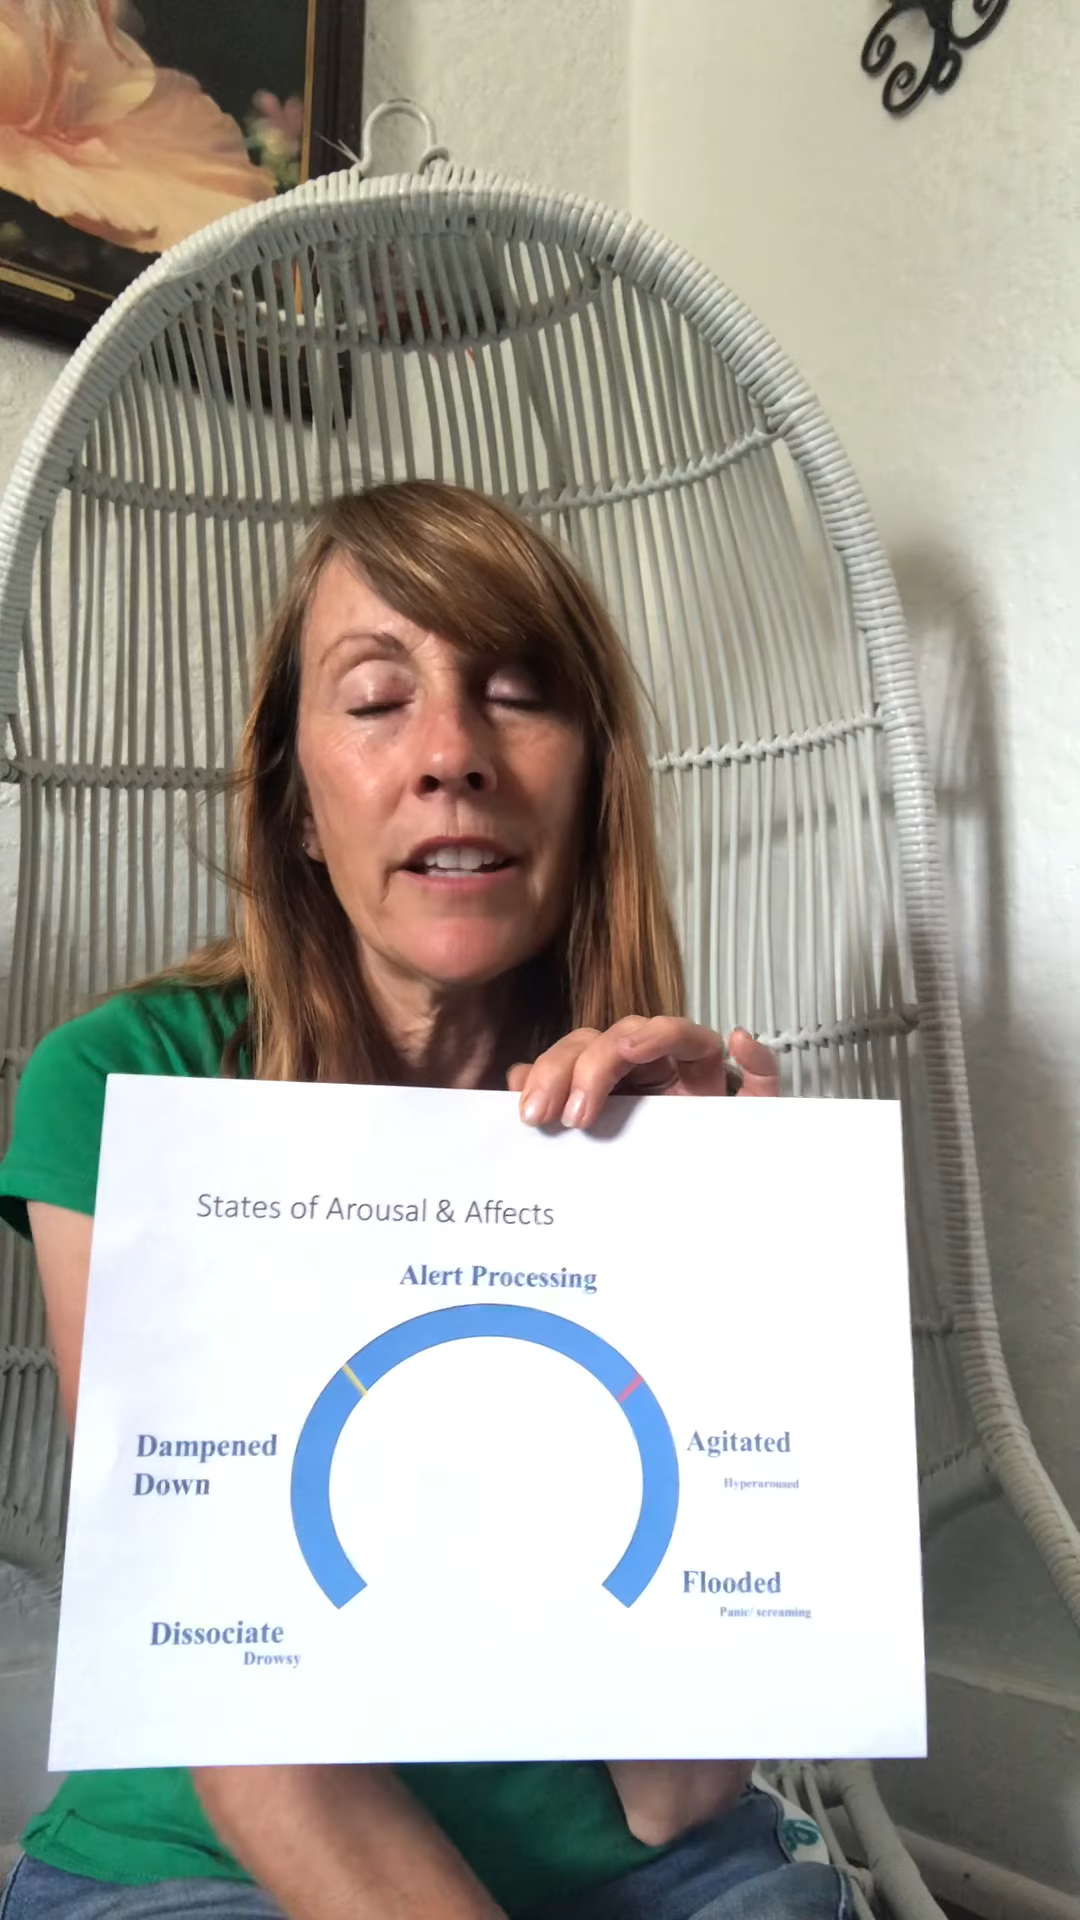 States of Arousal & Affects
Alert Processing
Dampened
Down
Agitated
Hyperaroused
Flooded
Panic/ screaming
Dissociate
Drowsy